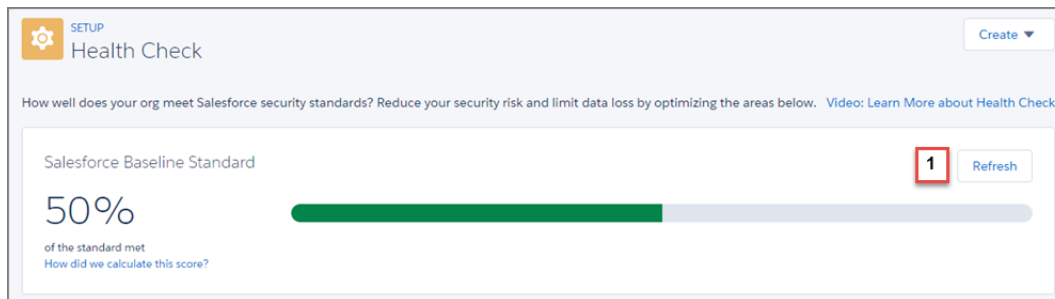 SETUP
Health Check
Create
How well does your org meet Salesforce security standards? Reduce your security risk and limit data loss by optimizing the areas below. Video: Learn More about Health Check
Salesforce Baseline Standard
1
Refresh
50%
of the standard met
How did we calculate this score?